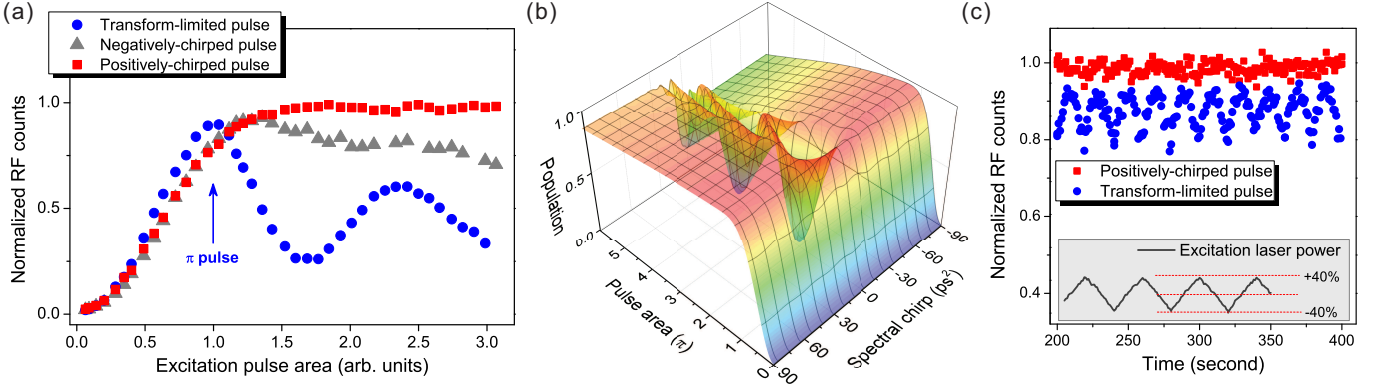 (a)
Transform-limited pulse
Negatively-chirped pulse
Positively-chirped pulse
Normalized RF counts
1.0
0.5
0.0
π pulse
0.0
0.5
1.0
1.5
2.0
2.5
3.0
Excitation pulse area (arb. units)
(b)
Population
1.0
0.5
0.0
5
4
3
2
1
0
Pulse area (π)
-90
-60
-30
0
30
60
90
Spectral chirp (ps²)
(c)
Normalized RF counts
1.0
0.8
0.6
0.4
Positively-chirped pulse
Transform-limited pulse
Excitation laser power
+40%
-40%
200
250
300
350
400
Time (second)